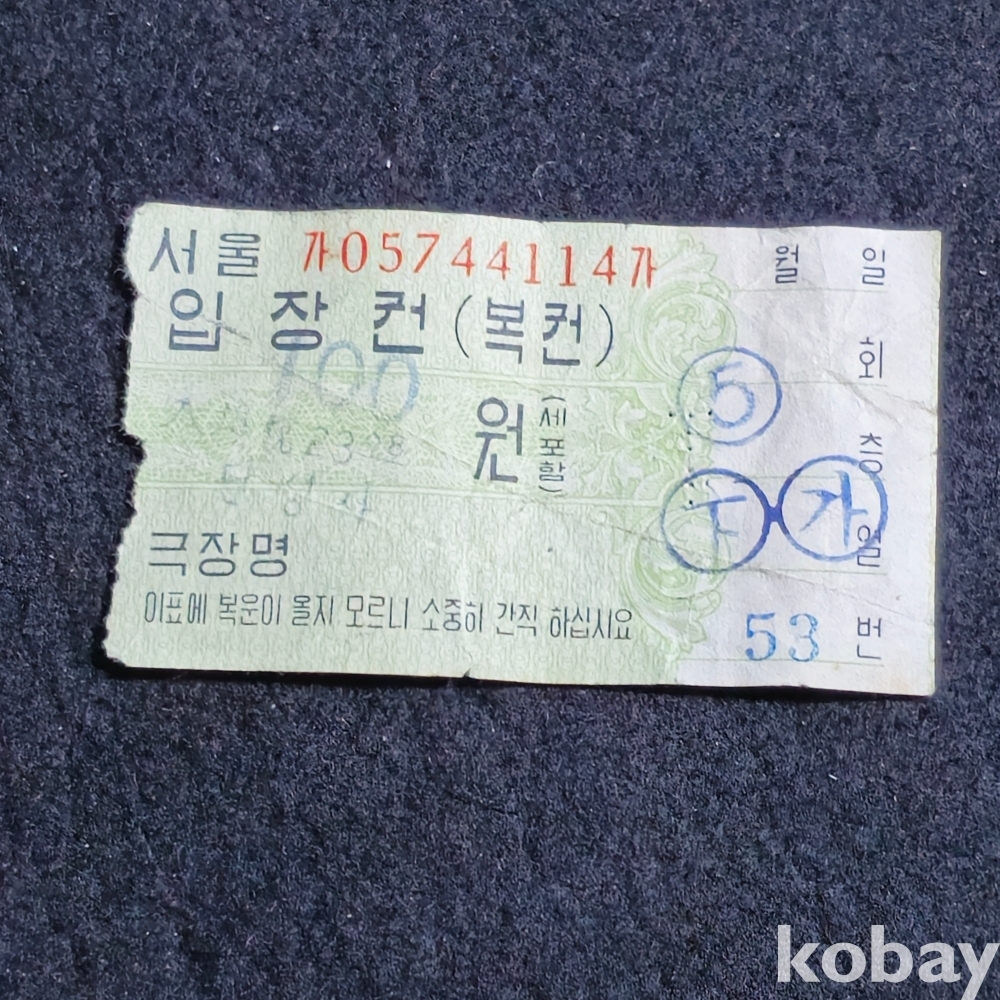 서울 가05744114가
입장권(복권)
100
원(세포함)
극장명
이표에 복운이 올지 모르니 소중히 간직 하십시요
월 일
5 회
층
가 열
53 번
kobay